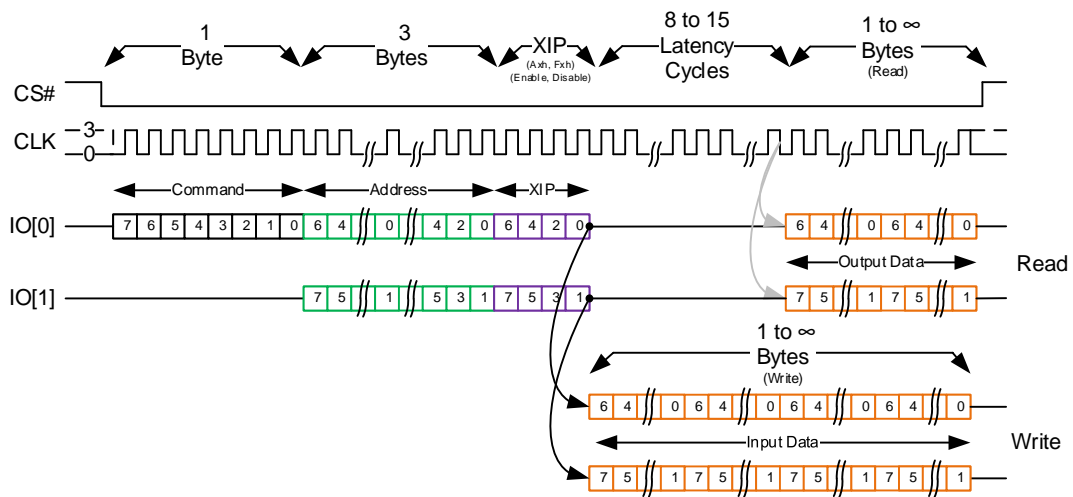 1 Byte
3 Bytes
XIP
(Axh, Fxh)
(Enable, Disable)
8 to 15 Latency Cycles
1 to ∞ Bytes
(Read)
CS#
CLK
3
0
Command
Address
XIP
IO[0]
7 6 5 4 3 2 1 0 6 4 0 4 2 0 6 4 2 0
6 4 0 6 4 0
Output Data
Read
IO[1]
7 5 1 5 3 1 7 5 3 1
7 5 1 7 5 1
1 to ∞ Bytes
(Write)
6 4 0 6 4 0 6 4 0 6 4 0
Input Data
Write
7 5 1 7 5 1 7 5 1 7 5 1